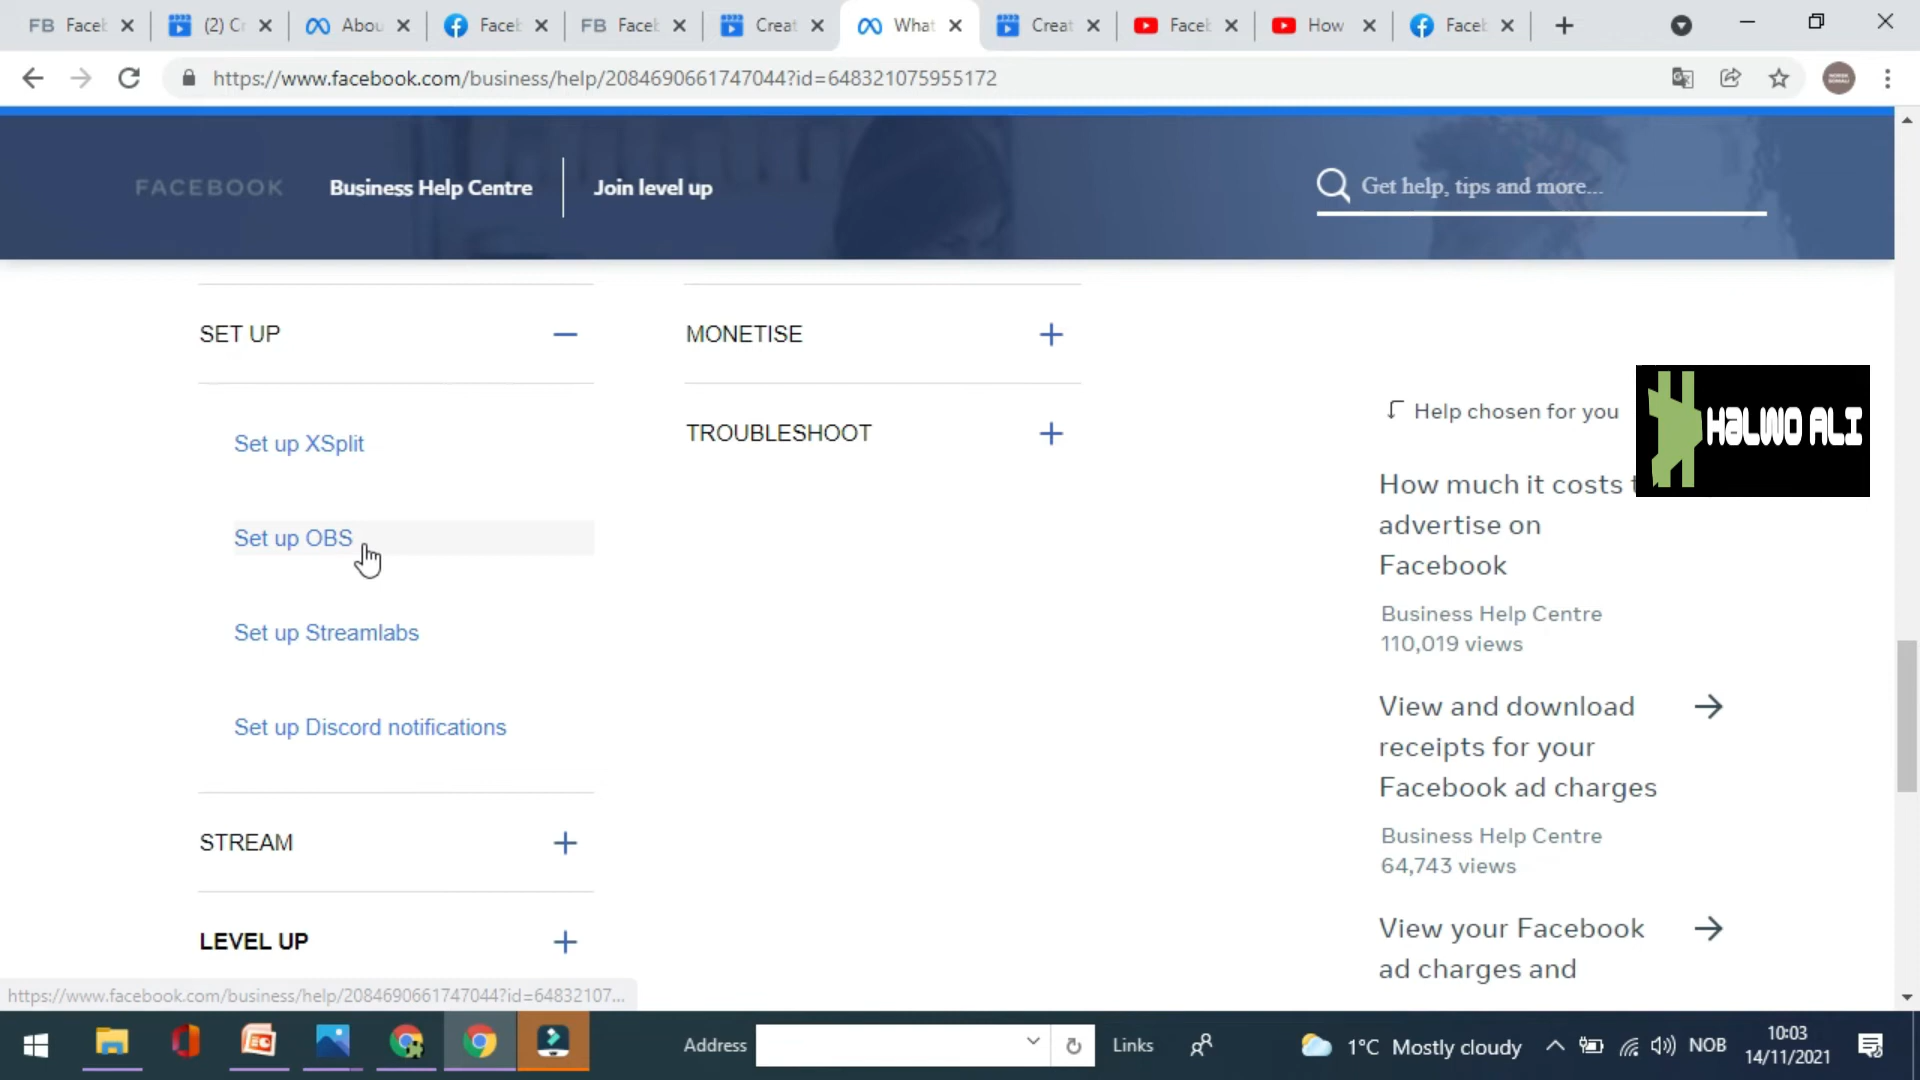 FB Faceb
(2) Cr
Abou
Faceb
FB Faceb
Creat
What
Creat
Faceb
How
Faceb
https://www.facebook.com/business/help/2084690661747044?id=648321075955172
FACEBOOK
Business Help Centre
Join level up
Get help, tips and more...
SET UP
MONETISE
Set up XSplit
TROUBLESHOOT
Set up OBS
Set up Streamlabs
Set up Discord notifications
STREAM
LEVEL UP
Help chosen for you
HALWO ALI
How much it costs
advertise on
Facebook
Business Help Centre
110,019 views
View and download
receipts for your
Facebook ad charges
Business Help Centre
64,743 views
View your Facebook
ad charges and
https://www.facebook.com/business/help/2084690661747044?id=64832107...
Address
Links
1°C Mostly cloudy
NOB
10:03
14/11/2021